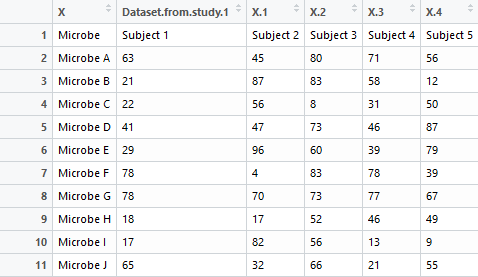 X Dataset.from.study.1 X.1 X.2 X.3 X.4
1 Microbe Subject 1 Subject 2 Subject 3 Subject 4 Subject 5
2 Microbe A 63 45 80 71 56
3 Microbe B 21 87 83 58 12
4 Microbe C 22 56 8 31 50
5 Microbe D 41 47 73 46 87
6 Microbe E 29 96 60 39 79
7 Microbe F 78 4 83 78 39
8 Microbe G 78 70 73 77 67
9 Microbe H 18 17 52 46 49
10 Microbe I 17 82 56 13 9
11 Microbe J 65 32 66 21 55